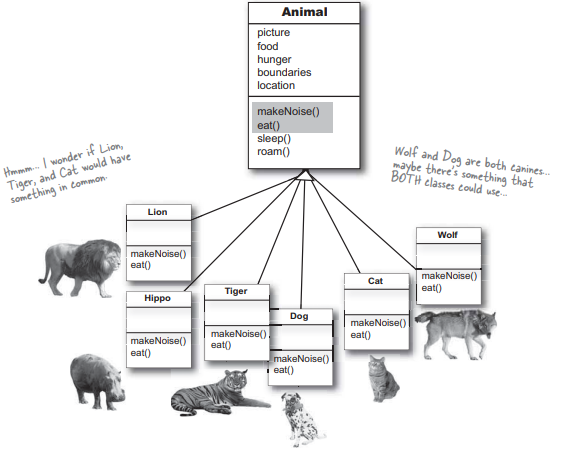 Animal
picture
food
hunger
boundaries
location
makeNoise()
eat()
sleep()
roam()
Hmmm... I wonder if Lion,
Tiger, and Cat would have
something in common.
Wolf and Dog are both canines...
maybe there's something that
BOTH classes could use...
Lion
makeNoise()
eat()
Wolf
makeNoise()
eat()
Hippo
makeNoise()
eat()
Tiger
makeNoise()
eat()
Dog
makeNoise()
eat()
Cat
makeNoise()
eat()